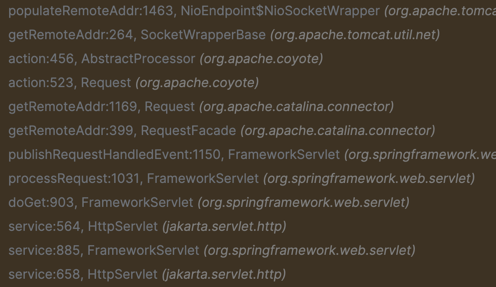 populateRemoteAddr:1463, NioEndpoint$NioSocketWrapper (org.apache.tomca
getRemoteAddr:264, SocketWrapperBase (org.apache.tomcat.util.net)
action:456, AbstractProcessor (org.apache.coyote)
action:523, Request (org.apache.coyote)
getRemoteAddr:1169, Request (org.apache.catalina.connector)
getRemoteAddr:399, RequestFacade (org.apache.catalina.connector)
publishRequestHandledEvent:1150, FrameworkServlet (org.springframework.we
processRequest:1031, FrameworkServlet (org.springframework.web.servlet)
doGet:903, FrameworkServlet (org.springframework.web.servlet)
service:564, HttpServlet (jakarta.servlet.http)
service:885, FrameworkServlet (org.springframework.web.servlet)
service:658, HttpServlet (jakarta.servlet.http)